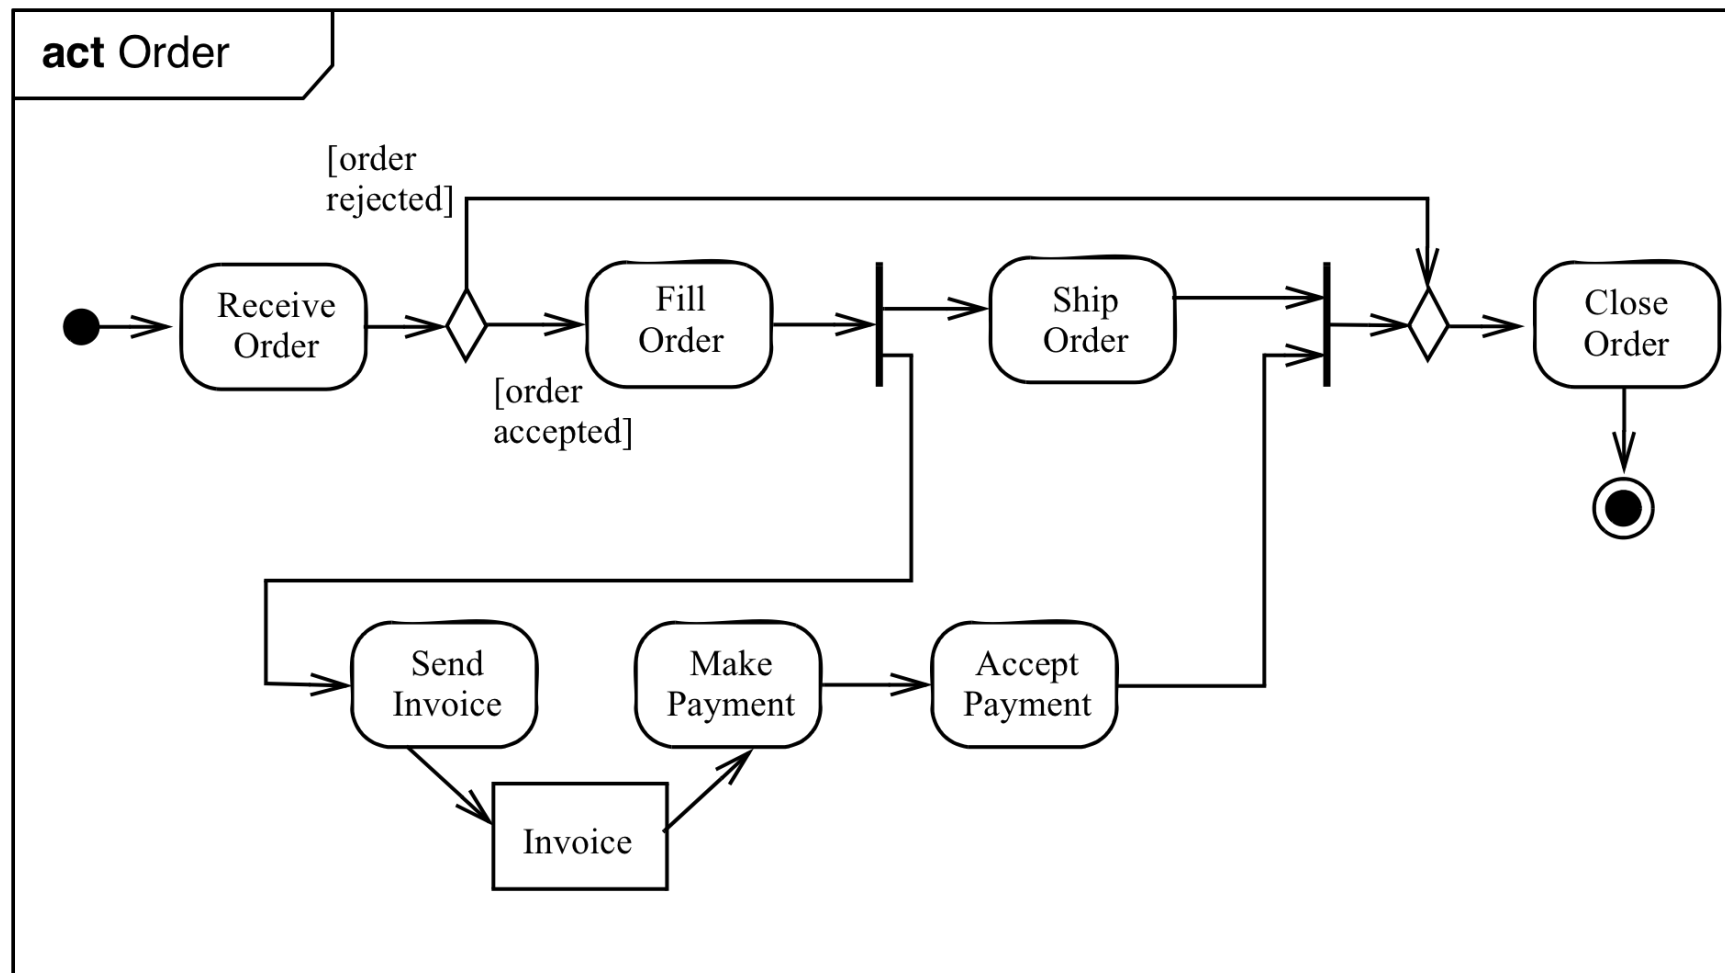 act Order
[order
rejected]
Receive
Order
[order
accepted]
Fill
Order
Ship
Order
Close
Order
Send
Invoice
Make
Payment
Accept
Payment
Invoice